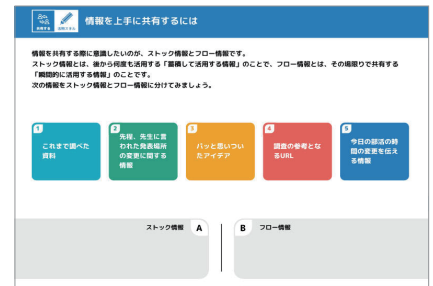 情報を上手に共有するには
情報を共有する際に意識したいのが、ストック情報とフロー情報です。
ストック情報とは、後から何度も活用する「蓄積して活用する情報」のことで、フロー情報とは、その場限りで共有する
「瞬間的に活用する情報」のことです。
次の情報をストック情報とフロー情報に分けてみましょう。
1
これまで調べた
資料
2
先程、先生に言
われた発表場所
の変更に関する
情報
3
パッと思いつい
たアイデア
4
調査の参考とな
るURL
5
今日の部活の時
間の変更を伝え
る情報
ストック情報 A
B フロー情報